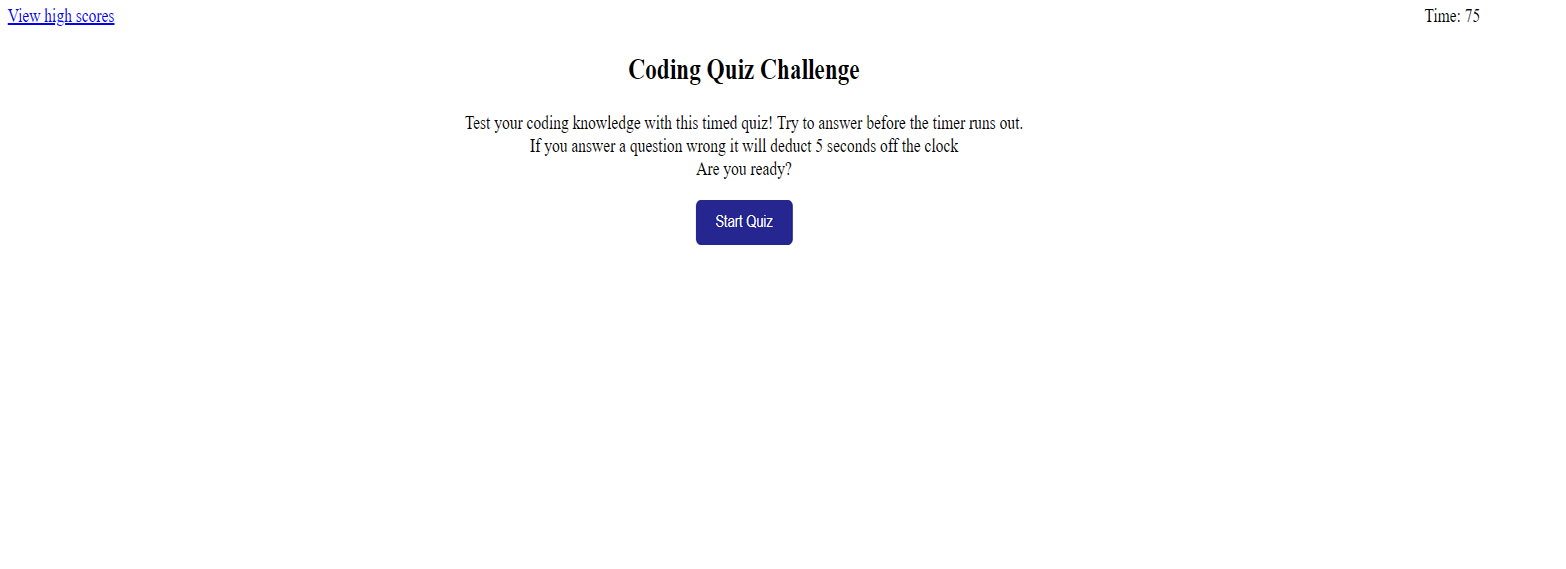 View high scores
Time: 75
Coding Quiz Challenge
Test your coding knowledge with this timed quiz! Try to answer before the timer runs out.
If you answer a question wrong it will deduct 5 seconds off the clock
Are you ready?
Start Quiz